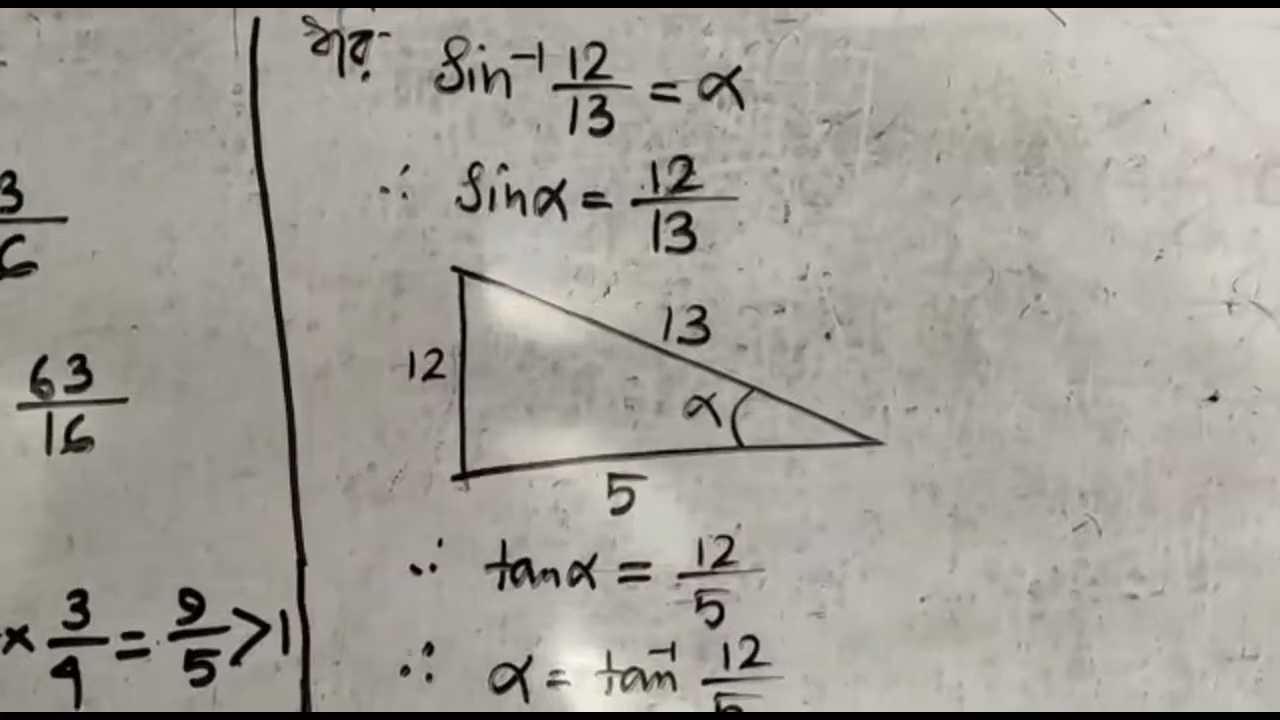 3/6
63/16
× 3/4 = 9/5 > 1
ধরি, sin⁻¹ 12/13 = α
∴ sinα = 12/13
13
12
α
5
∴ tanα = 12/5
∴ α = tan⁻¹ 12/5